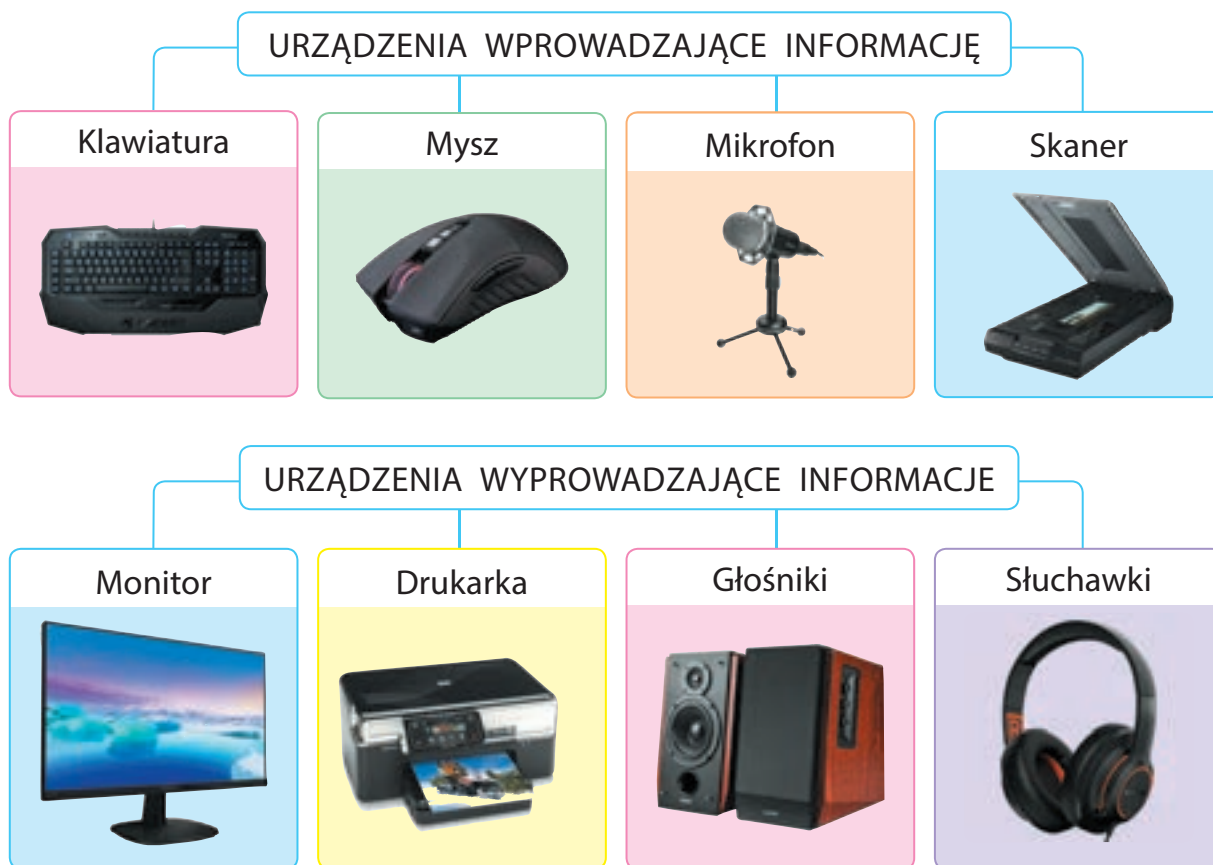 URZĄDZENIA WPROWADZAJĄCE INFORMACJĘ
Klawiatura
Mysz
Mikrofon
Skaner
URZĄDZENIA WYPROWADZAJĄCE INFORMACJE
Monitor
Drukarka
Głośniki
Słuchawki